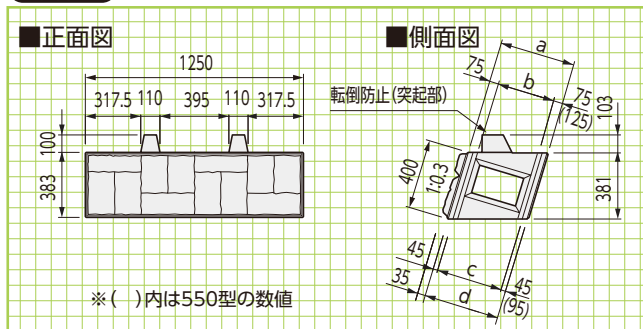 ■正面図
1250
317.5 110 395 110 317.5
100
383
※( )内は550型の数値
■側面図
a
75 b 75
(125)
103
転倒防止(突起部)
400
1:0.3
381
45 c 45
(95)
35 d